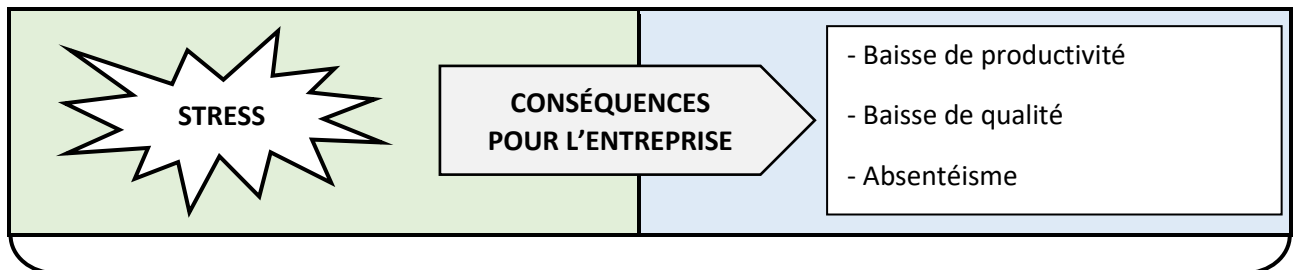 STRESS
CONSÉQUENCES
POUR L’ENTREPRISE
- Baisse de productivité
- Baisse de qualité
- Absentéisme